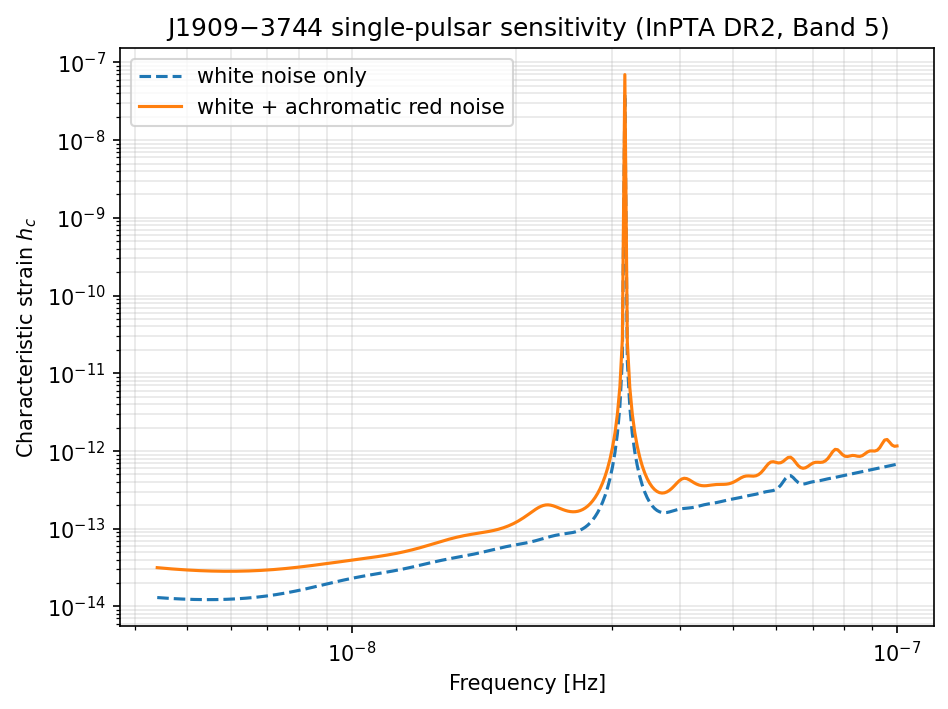 J1909−3744 single-pulsar sensitivity (InPTA DR2, Band 5)
white noise only
white + achromatic red noise
Characteristic strain $h_c$
10⁻⁷
10⁻⁸
10⁻⁹
10⁻¹⁰
10⁻¹¹
10⁻¹²
10⁻¹³
10⁻¹⁴
10⁻⁸ 10⁻⁷
Frequency [Hz]